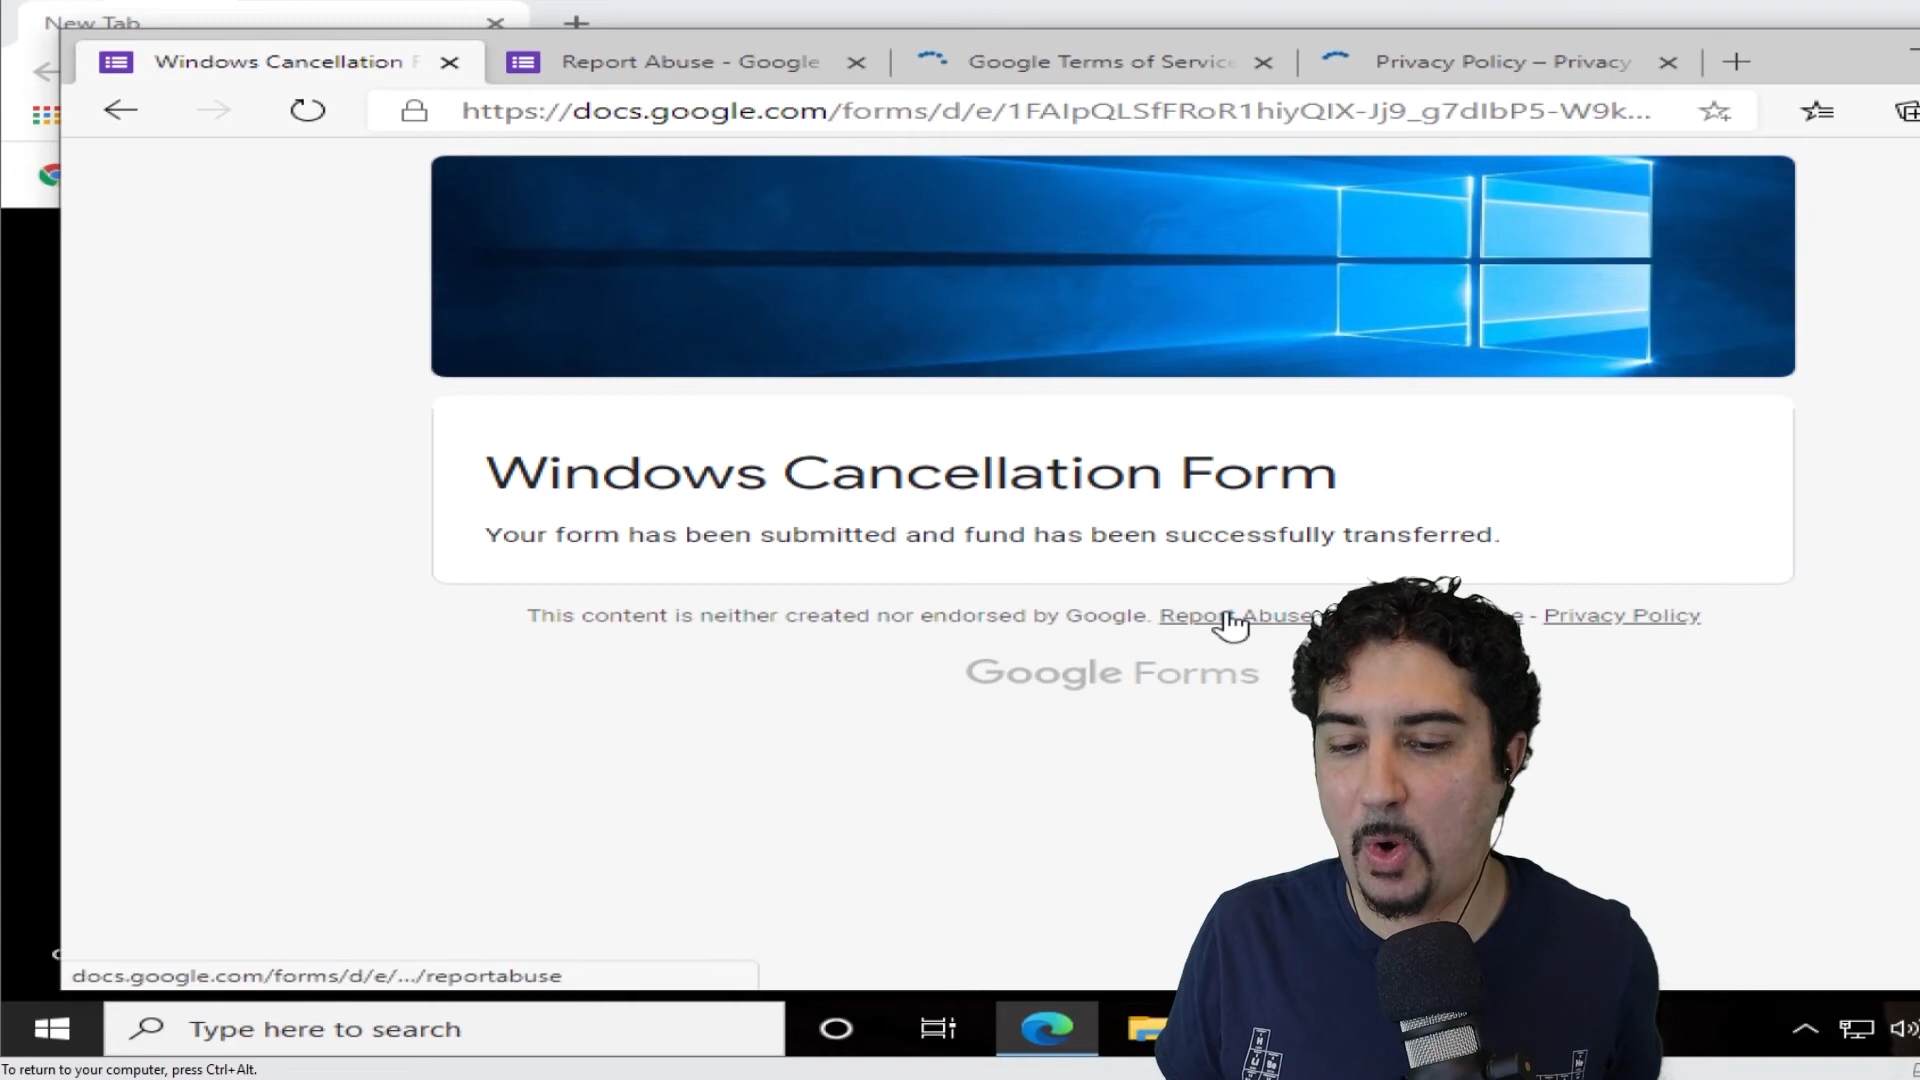 New Tab
Windows Cancellation F
Report Abuse - Google
Google Terms of Service
Privacy Policy – Privacy
https://docs.google.com/forms/d/e/1FAIpQLSfFRoR1hiyQIX-Jj9_g7dIbP5-W9k...
Windows Cancellation Form
Your form has been submitted and fund has been successfully transferred.
This content is neither created nor endorsed by Google. Report Abuse - Privacy Policy
Google Forms
docs.google.com/forms/d/e/.../reportabuse
Type here to search
To return to your computer, press Ctrl+Alt.